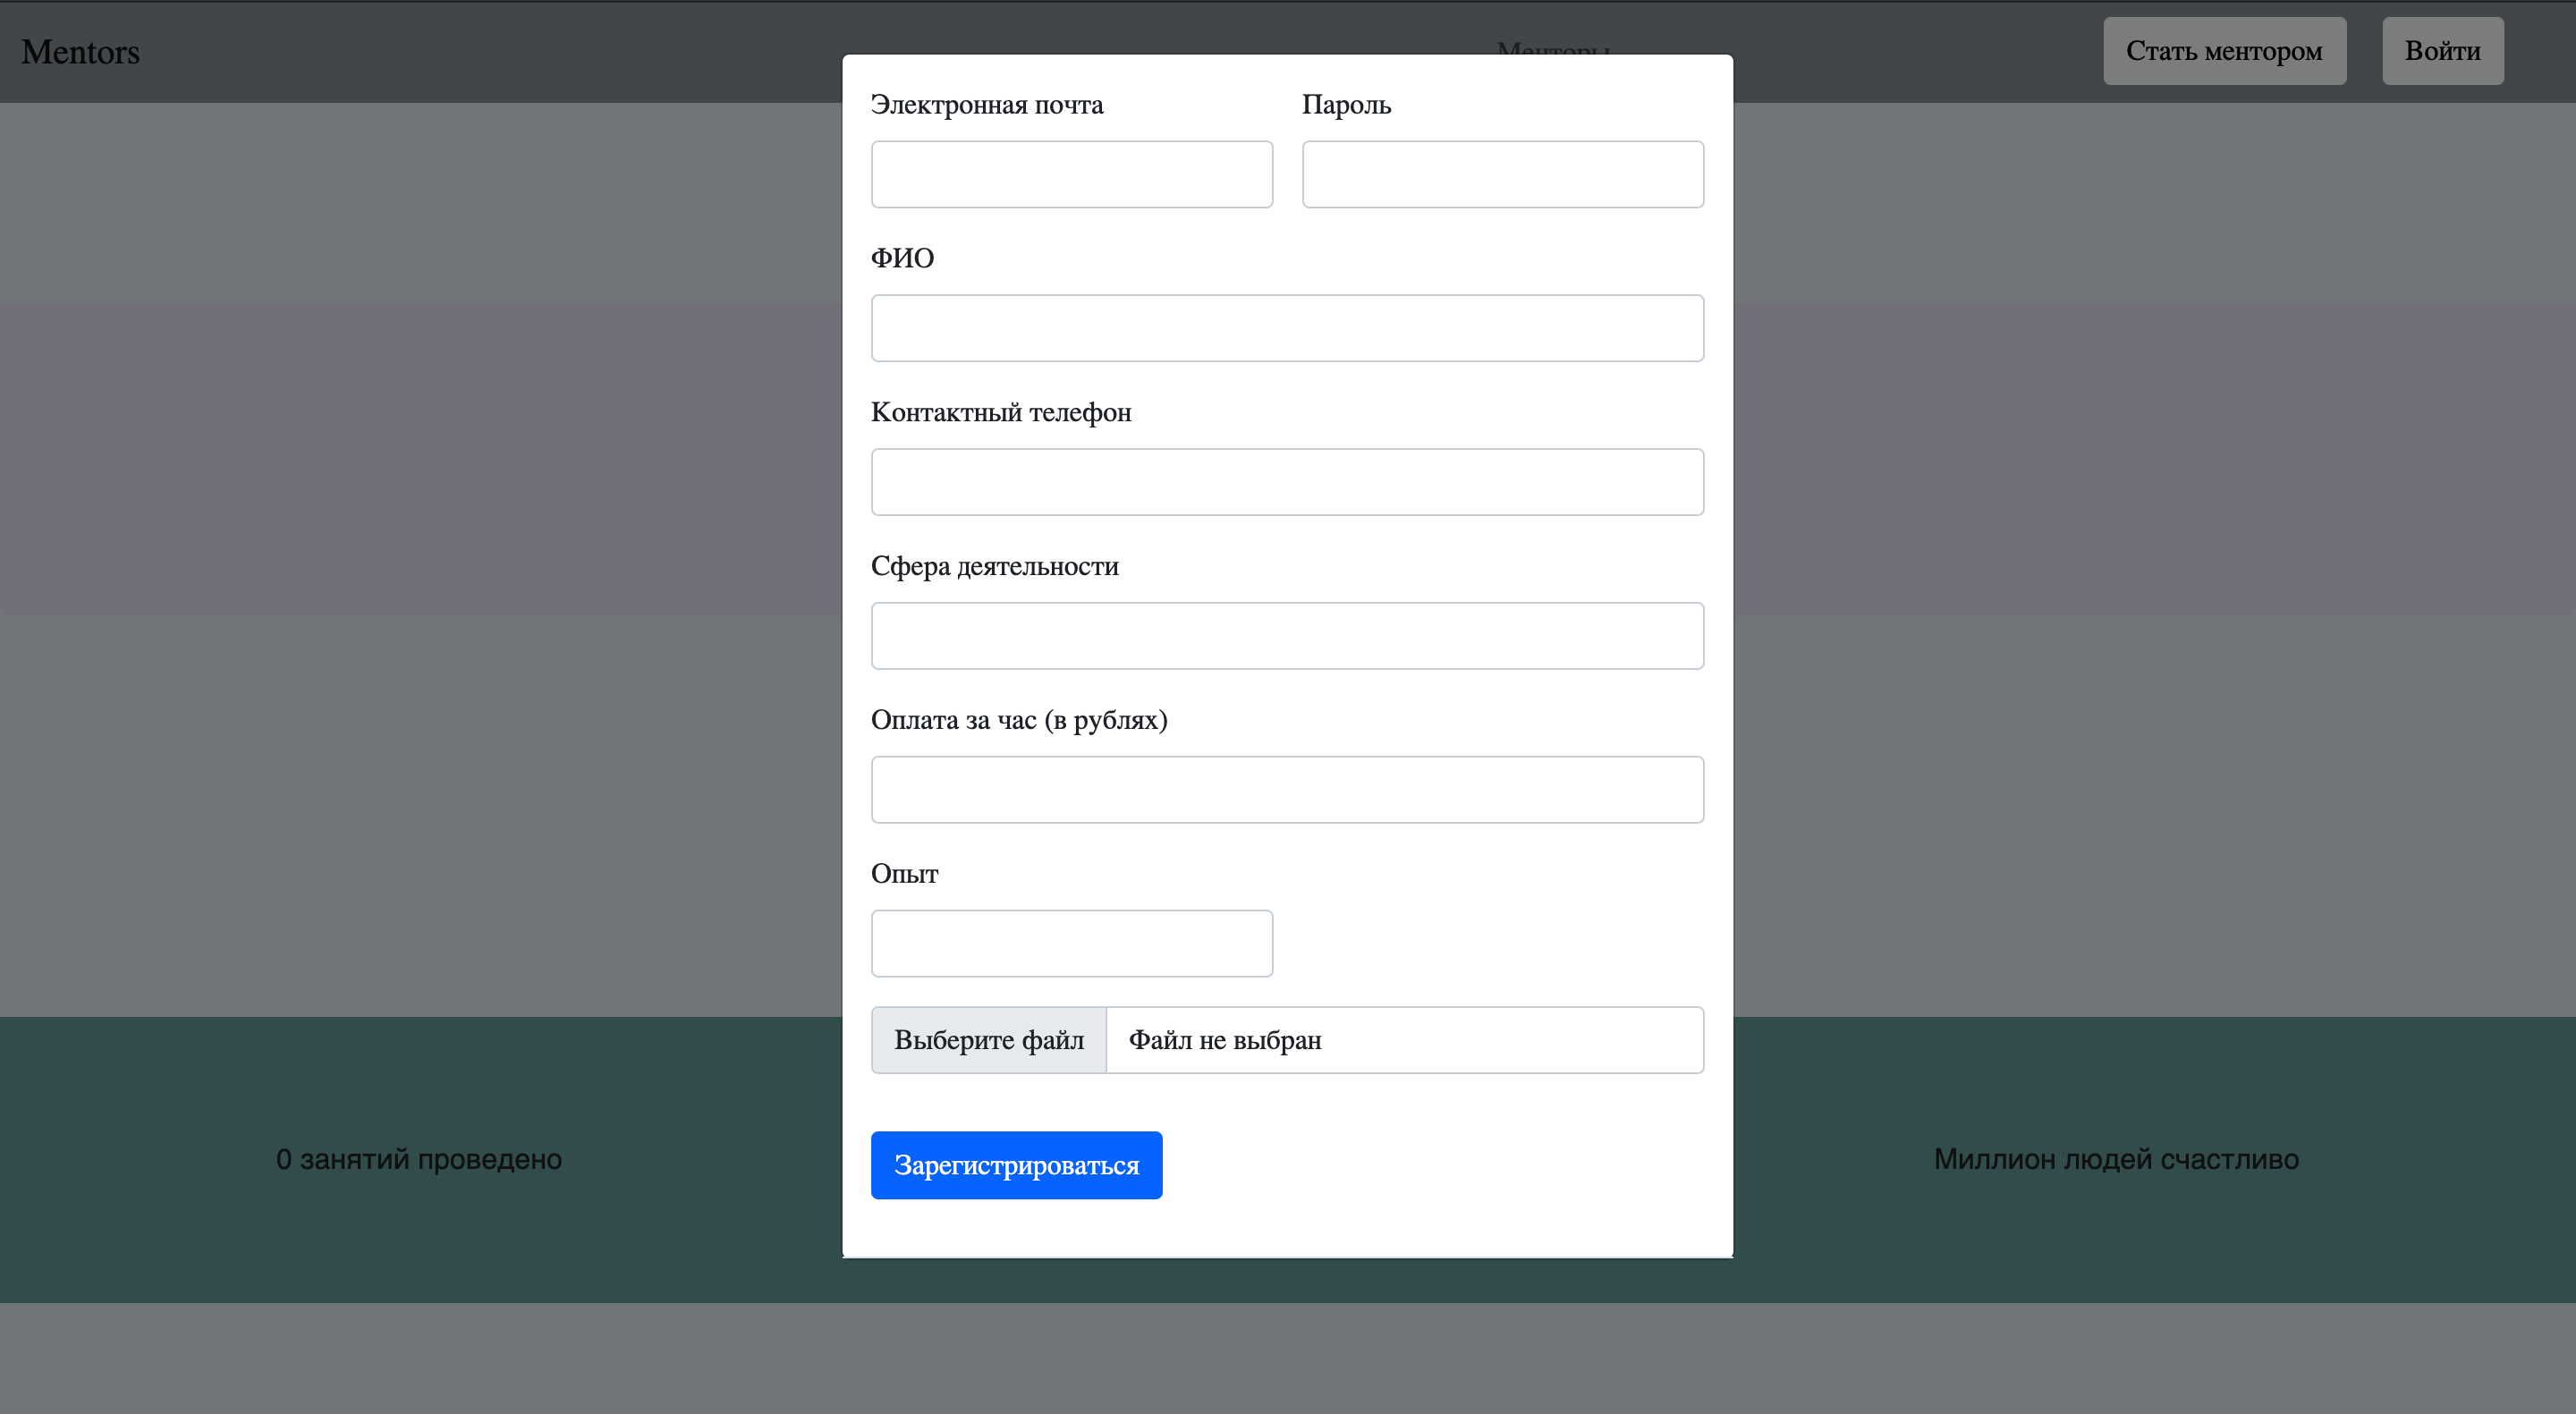 Mentors
Менторы
Стать ментором
Войти
Электронная почта
Пароль
ФИО
Контактный телефон
Сфера деятельности
Оплата за час (в рублях)
Опыт
Выберите файл
Файл не выбран
Зарегистрироваться
0 занятий проведено
Миллион людей счастливо